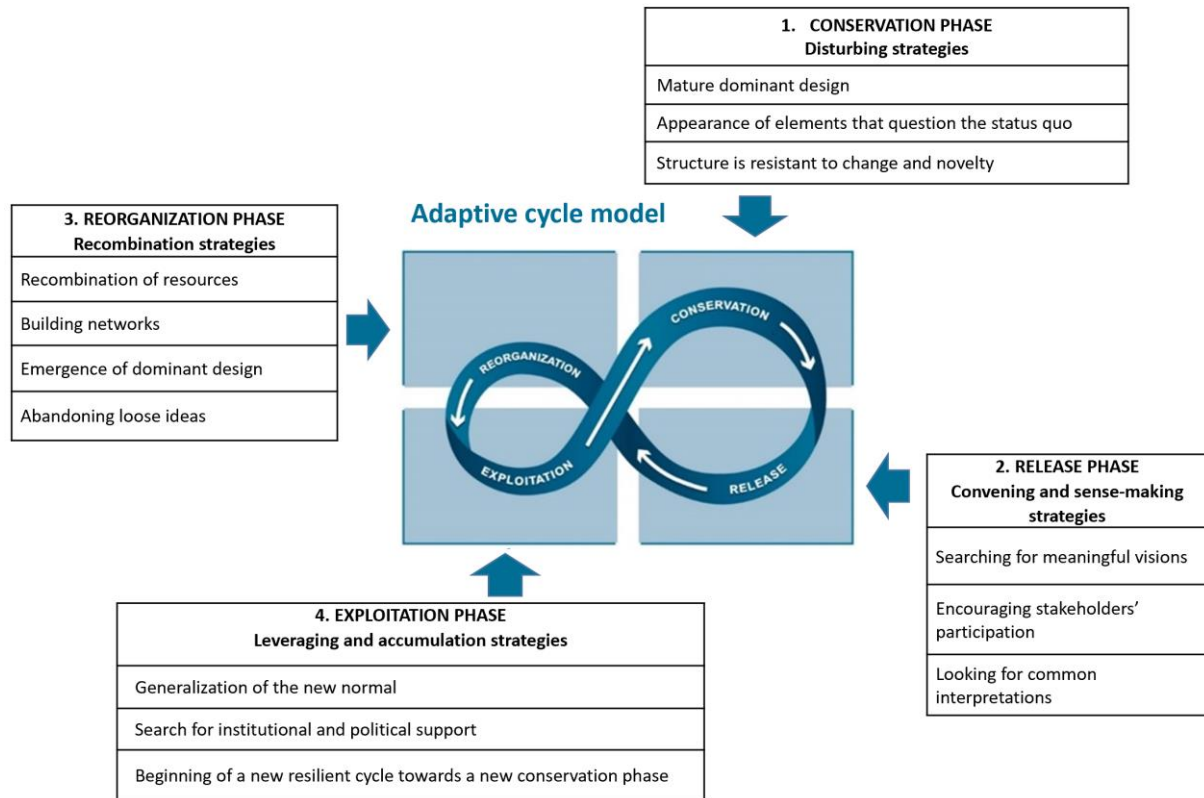 1. CONSERVATION PHASE
Disturbing strategies
Mature dominant design
Appearance of elements that question the status quo
Structure is resistant to change and novelty
3. REORGANIZATION PHASE
Recombination strategies
Recombination of resources
Building networks
Emergence of dominant design
Abandoning loose ideas
Adaptive cycle model
CONSERVATION
REORGANIZATION
EXPLOITATION
RELEASE
2. RELEASE PHASE
Convening and sense-making
strategies
Searching for meaningful visions
Encouraging stakeholders’
participation
Looking for common
interpretations
4. EXPLOITATION PHASE
Leveraging and accumulation strategies
Generalization of the new normal
Search for institutional and political support
Beginning of a new resilient cycle towards a new conservation phase